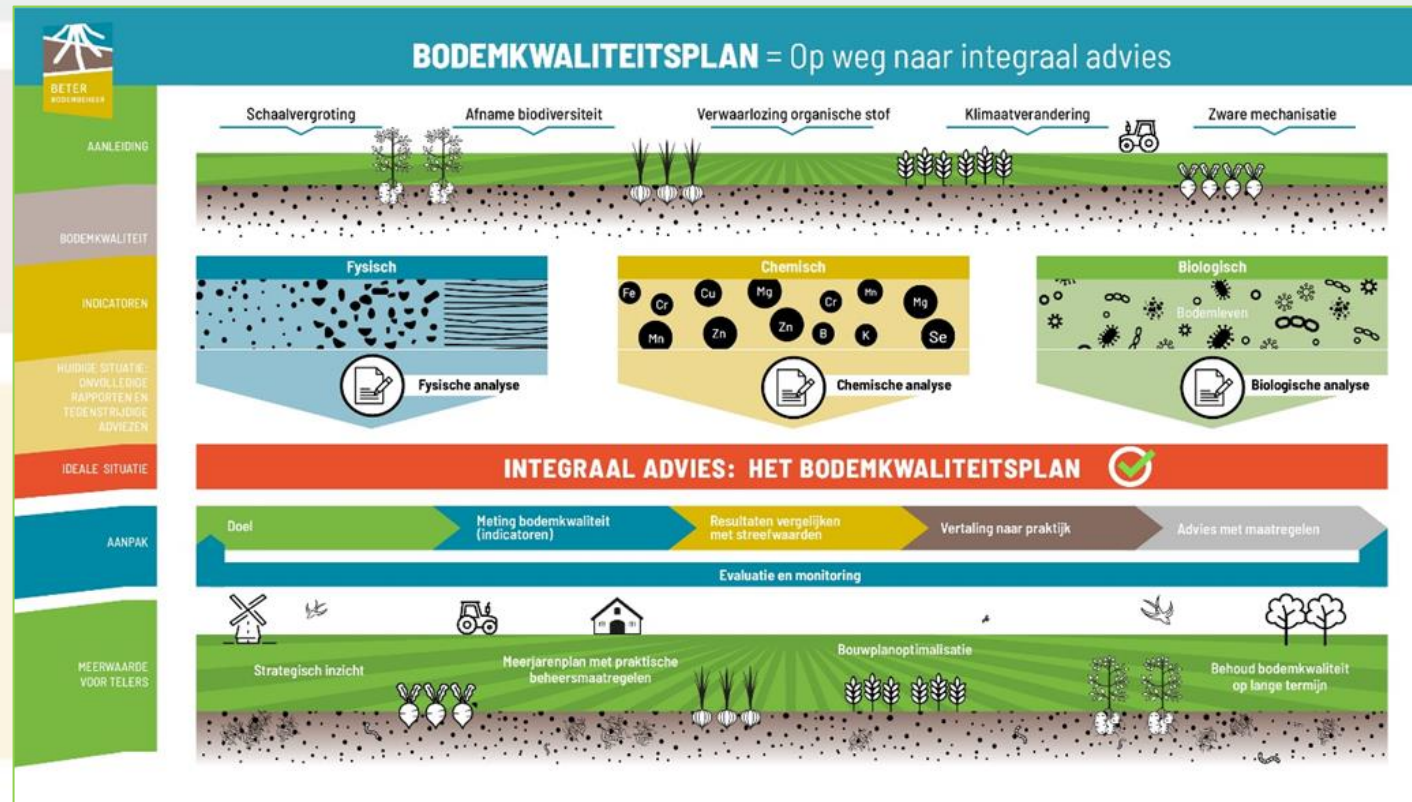 BODEMKWALITEITSPLAN = Op weg naar integraal advies
BETER
BODEMBEHEER
AANLEIDING
Schaalvergroting
Afname biodiversiteit
Verwaarlozing organische stof
Klimaatverandering
Zware mechanisatie
BODEMKWALITEIT
INDICATOREN
Fysisch
Chemisch
Biologisch
Fe
Cr
Cu
Mg
Cr
Mn
Mg
Mn
Zn
Zn
B
K
Se
Bodemleven
HUIDIGE SITUATIE:
ONVOLLEDIGE
RAPPORTEN EN
TEGENSTRIJDIGE
ADVIEZEN
Fysische analyse
Chemische analyse
Biologische analyse
IDEALE SITUATIE
INTEGRAAL ADVIES: HET BODEMKWALITEITSPLAN
AANPAK
Doel
Meting bodemkwaliteit
(indicatoren)
Resultaten vergelijken
met streefwaarden
Vertaling naar praktijk
Advies met maatregelen
Evaluatie en monitoring
MEERWAARDE
VOOR TELERS
Strategisch inzicht
Meerjarenplan met praktische
beheersmaatregelen
Bouwplanoptimalisatie
Behoud bodemkwaliteit
op lange termijn